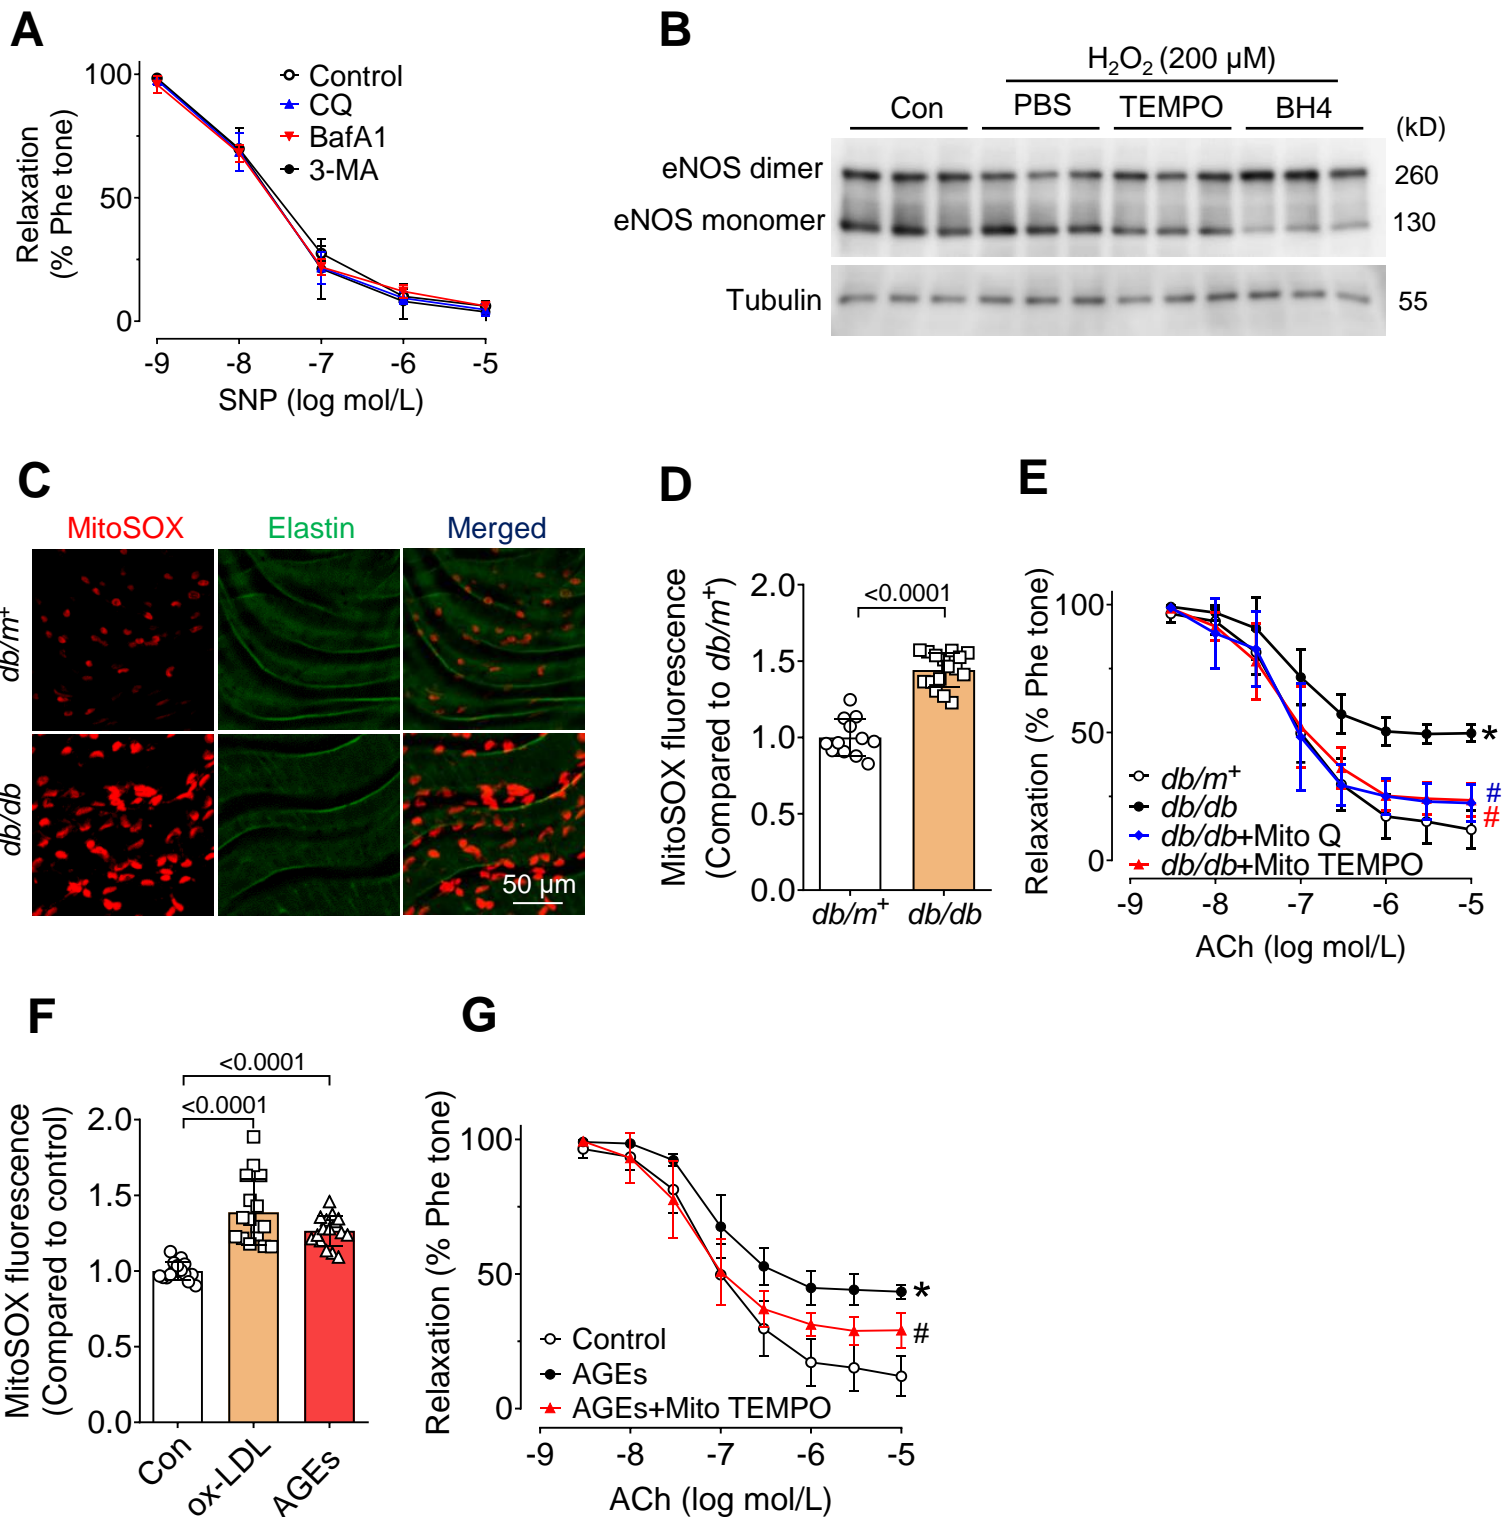 A
Relaxation
(% Phe tone)
100
50
0
Control
CQ
BafA1
3-MA
-9 -8 -7 -6 -5
SNP (log mol/L)
B
H₂O₂ (200 µM)
Con PBS TEMPO BH4
(kD)
eNOS dimer 260
eNOS monomer 130
Tubulin 55
C
MitoSOX Elastin Merged
db/m⁺
db/db
50 µm
D
MitoSOX fluorescence
(Compared to db/m⁺)
2.0
1.5
1.0
0.5
0.0
<0.0001
db/m⁺ db/db
E
Relaxation (% Phe tone)
100
50
0
*
#
#
db/m⁺
db/db
db/db+Mito Q
db/db+Mito TEMPO
-9 -8 -7 -6 -5
ACh (log mol/L)
F
MitoSOX fluorescence
(Compared to control)
2.0
1.5
1.0
0.5
0.0
<0.0001
<0.0001
Con ox-LDL AGEs
G
Relaxation (% Phe tone)
100
50
0
*
#
Control
AGEs
AGEs+Mito TEMPO
-9 -8 -7 -6 -5
ACh (log mol/L)